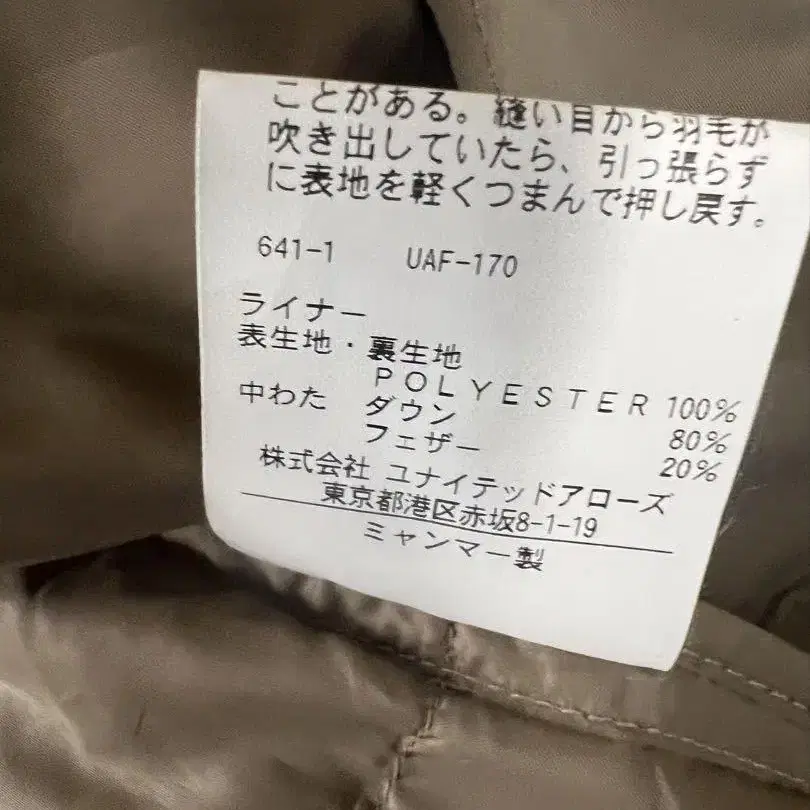 ことがある。縫い目から羽毛が
吹き出していたら、引っ張らず
に表地を軽くつまんで押し戻す。
641-1 UAF-170
ライナー
表生地・裏生地
POLYESTER 100%
中わた ダウン 80%
フェザー 20%
株式会社 ユナイテッドアローズ
東京都港区赤坂8-1-19
ミャンマー製